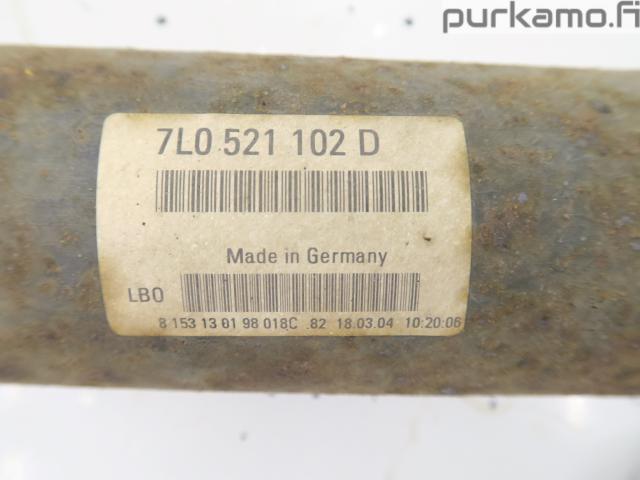 purkamo.fi
7L0 521 102 D
Made in Germany
LBO
8 153 13 01 98 018C .82 18.03.04 10:20:06